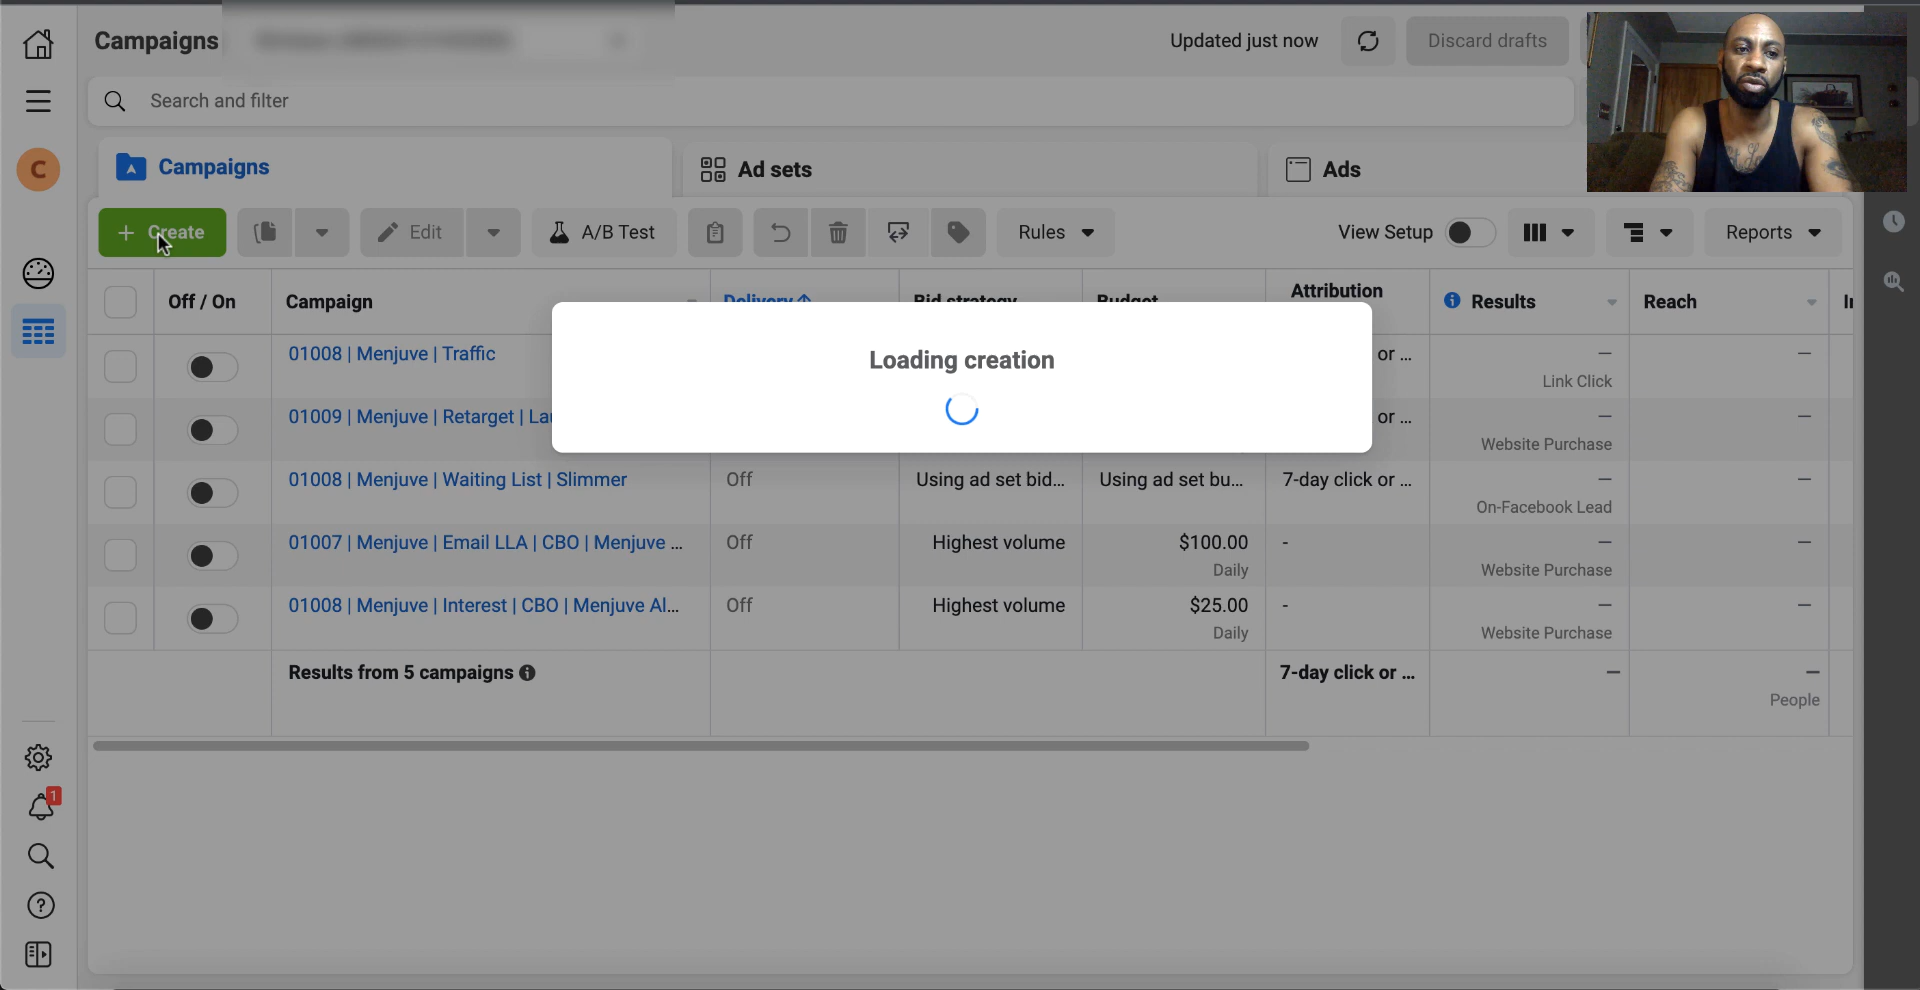 Campaigns
Updated just now
Discard drafts
Search and filter
C
Campaigns
Ad sets
Ads
+ Create
Edit
A/B Test
Rules
View Setup
Reports
Off / On
Campaign
Delivery ↑
Bid strategy
Budget
Attribution
Results
Reach
Loading creation
01008 | Menjuve | Traffic
or ...
—
Link Click
—
01009 | Menjuve | Retarget | Lau
or ...
—
Website Purchase
—
01008 | Menjuve | Waiting List | Slimmer
Off
Using ad set bid...
Using ad set bu...
7-day click or ...
—
On-Facebook Lead
—
01007 | Menjuve | Email LLA | CBO | Menjuve ...
Off
Highest volume
$100.00
Daily
-
—
Website Purchase
—
01008 | Menjuve | Interest | CBO | Menjuve Al...
Off
Highest volume
$25.00
Daily
-
—
Website Purchase
—
Results from 5 campaigns
7-day click or ...
—
—
People
1